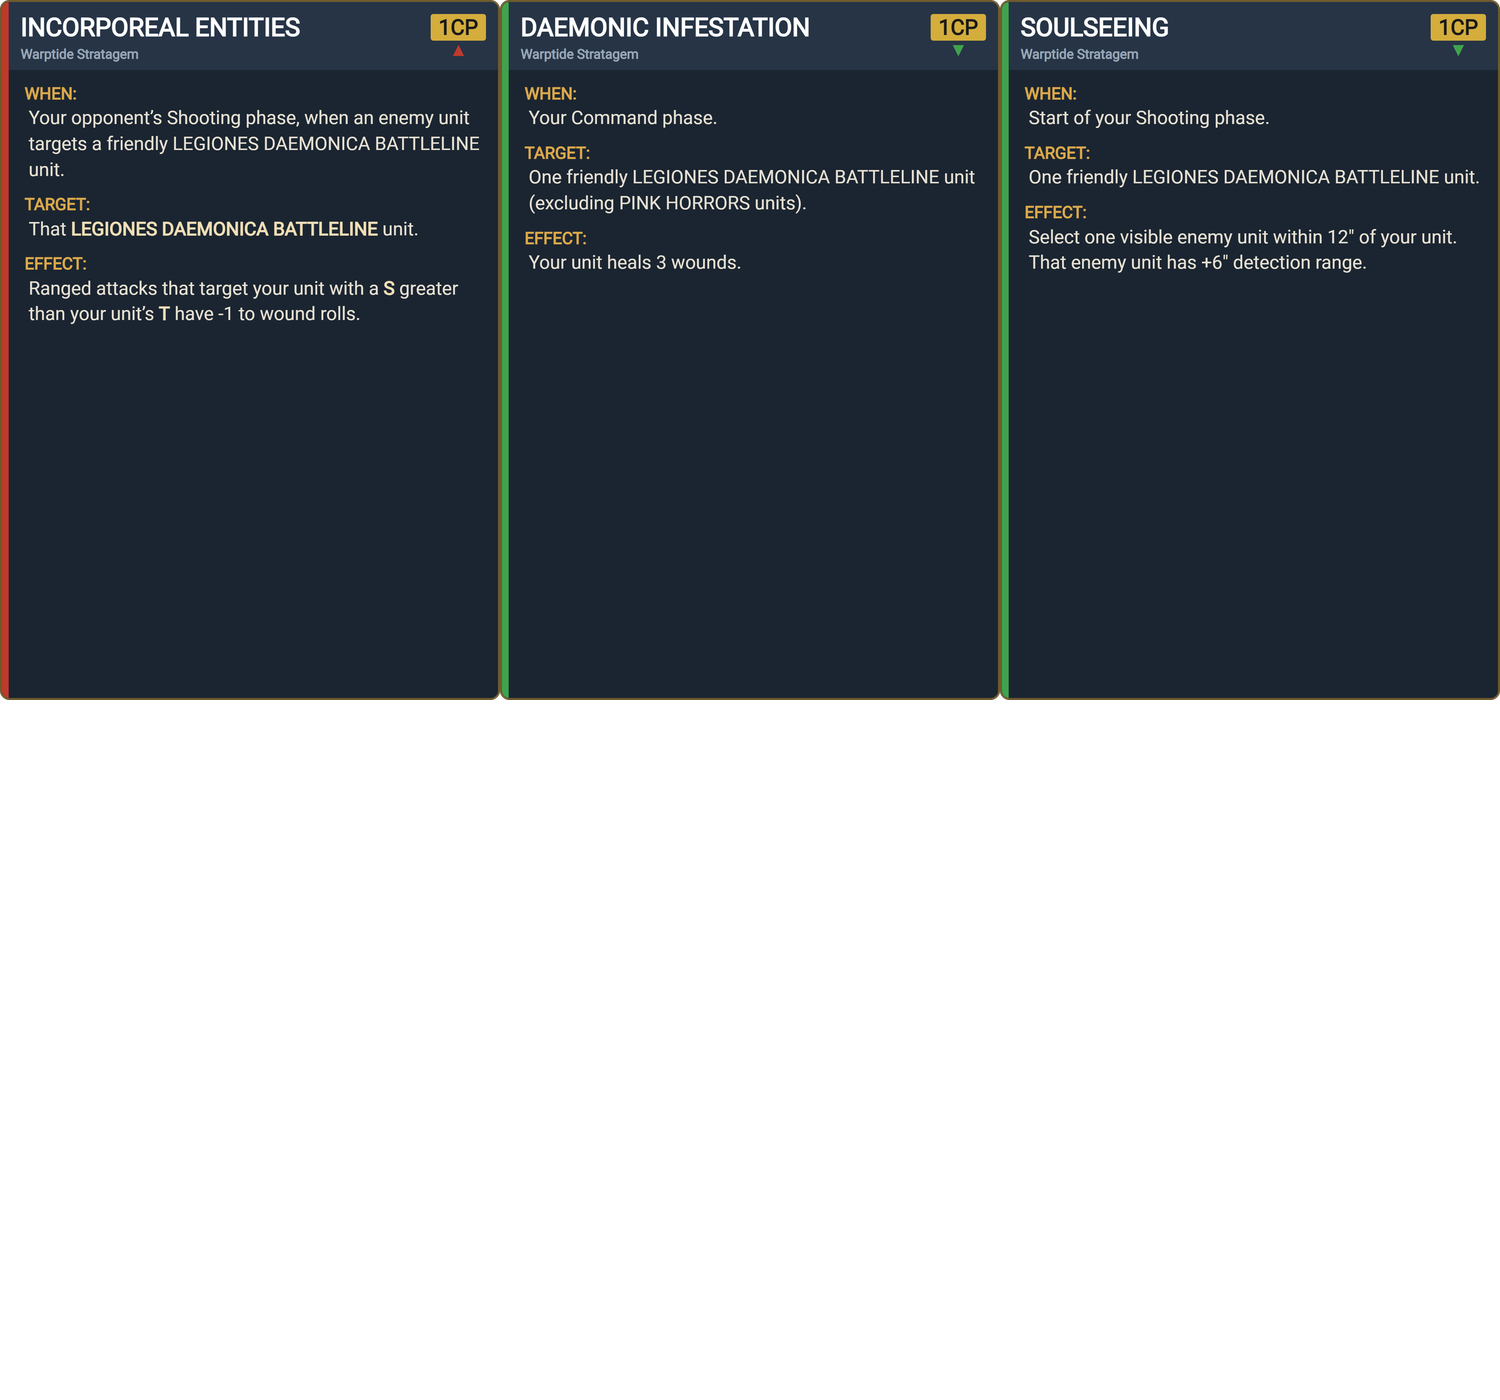 INCORPOREAL ENTITIES
1CP
Warptide Stratagem
WHEN:
Your opponent’s Shooting phase, when an enemy unit
targets a friendly LEGIONES DAEMONICA BATTLELINE
unit.
TARGET:
That LEGIONES DAEMONICA BATTLELINE unit.
EFFECT:
Ranged attacks that target your unit with a S greater
than your unit’s T have -1 to wound rolls.
DAEMONIC INFESTATION
1CP
Warptide Stratagem
WHEN:
Your Command phase.
TARGET:
One friendly LEGIONES DAEMONICA BATTLELINE unit
(excluding PINK HORRORS units).
EFFECT:
Your unit heals 3 wounds.
SOULSEEING
1CP
Warptide Stratagem
WHEN:
Start of your Shooting phase.
TARGET:
One friendly LEGIONES DAEMONICA BATTLELINE unit.
EFFECT:
Select one visible enemy unit within 12" of your unit.
That enemy unit has +6" detection range.